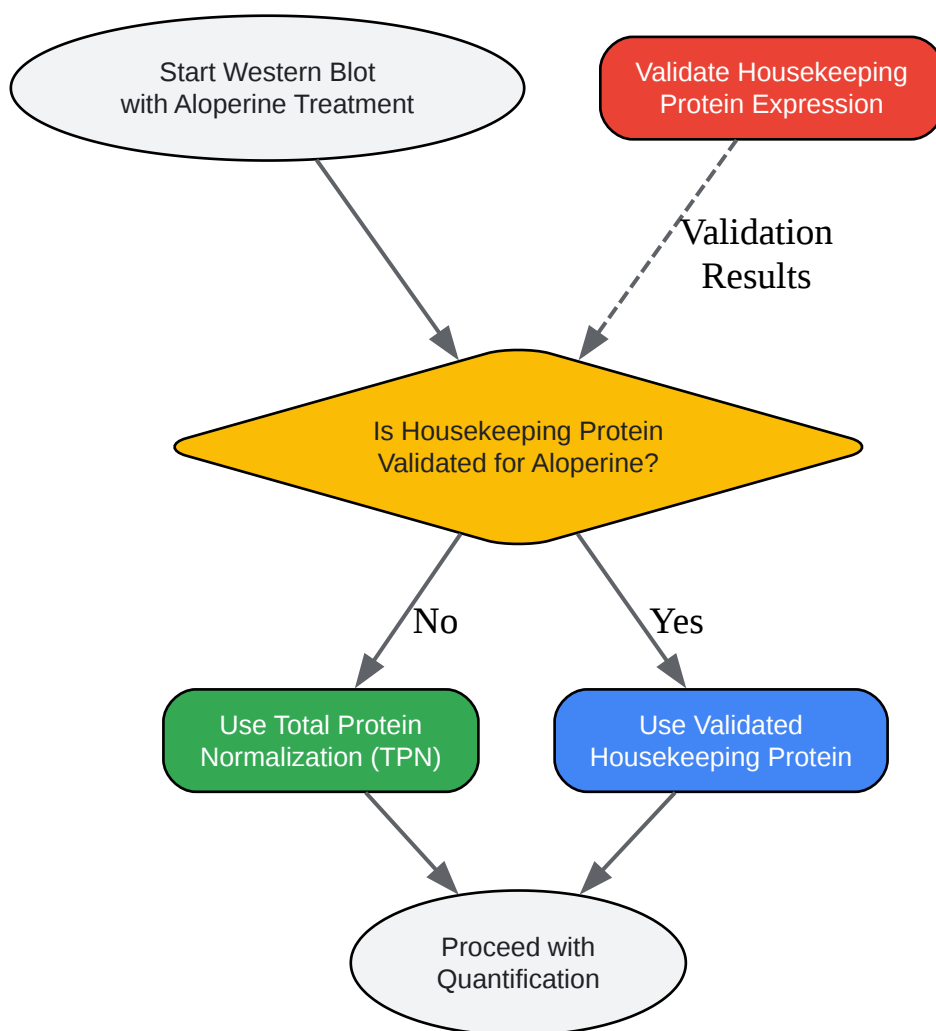 Start Western Blot
with Aloperine Treatment
Validate Housekeeping
Protein Expression
Validation
Results
Is Housekeeping Protein
Validated for Aloperine?
No
Yes
Use Total Protein
Normalization (TPN)
Use Validated
Housekeeping Protein
Proceed with
Quantification